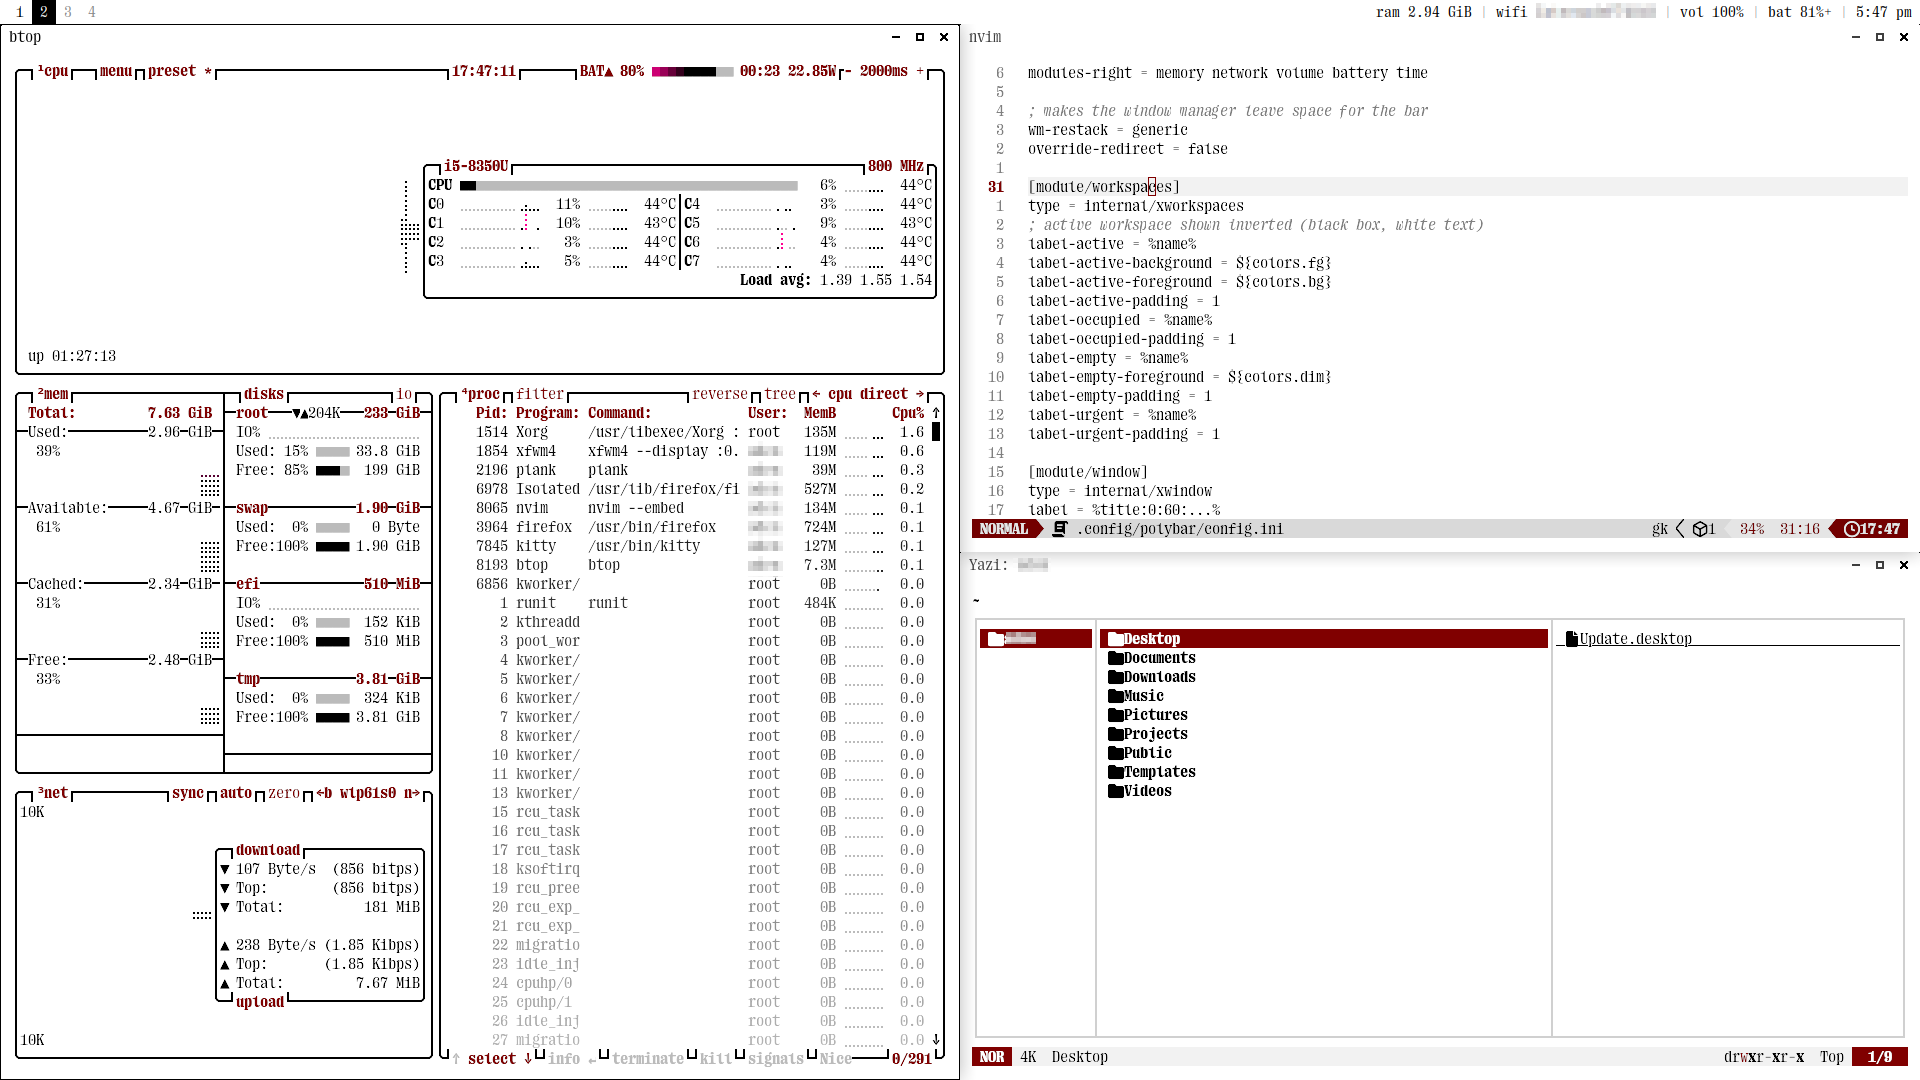 1 2 3 4
ram 2.94 GiB | wifi | vol 100% | bat 81%+ | 5:47 pm
btop
¹cpu menu preset * 17:47:11 BAT▲ 80% 00:23 22.85W - 2000ms +
i5-8350U 800 MHz
CPU 6% 44°C
C0 11% 44°C C4 3% 44°C
C1 10% 43°C C5 9% 43°C
C2 3% 44°C C6 4% 44°C
C3 5% 44°C C7 4% 44°C
Load avg: 1.39 1.55 1.54
up 01:27:13
²mem
Total: 7.63 GiB
Used: 2.96 GiB
39%
Available: 4.67 GiB
61%
Cached: 2.34 GiB
31%
Free: 2.48 GiB
33%
disks io
root ▼▲204K 233 GiB
IO%
Used: 15% 33.8 GiB
Free: 85% 199 GiB
swap 1.90 GiB
Used: 0% 0 Byte
Free:100% 1.90 GiB
efi 510 MiB
IO%
Used: 0% 152 KiB
Free:100% 510 MiB
tmp 3.81 GiB
Used: 0% 324 KiB
Free:100% 3.81 GiB
³net sync auto zero ←b wlp61s0 n→
10K
download
▼ 107 Byte/s (856 bitps)
▼ Top: (856 bitps)
▼ Total: 181 MiB
▲ 238 Byte/s (1.85 Kibps)
▲ Top: (1.85 Kibps)
▲ Total: 7.67 MiB
upload
10K
⁴proc filter reverse tree ← cpu direct →
Pid: Program: Command: User: MemB Cpu% ↑
1514 Xorg /usr/libexec/Xorg : root 135M 1.6
1854 xfwm4 xfwm4 --display :0. 119M 0.6
2196 plank plank 39M 0.3
6978 Isolated /usr/lib/firefox/fi 527M 0.2
8065 nvim nvim --embed 134M 0.1
3964 firefox /usr/bin/firefox 724M 0.1
7845 kitty /usr/bin/kitty 127M 0.1
8193 btop btop 7.3M 0.1
6856 kworker/ root 0B 0.0
1 runit runit root 484K 0.0
2 kthreadd root 0B 0.0
3 pool_wor root 0B 0.0
4 kworker/ root 0B 0.0
5 kworker/ root 0B 0.0
6 kworker/ root 0B 0.0
7 kworker/ root 0B 0.0
8 kworker/ root 0B 0.0
10 kworker/ root 0B 0.0
11 kworker/ root 0B 0.0
13 kworker/ root 0B 0.0
15 rcu_task root 0B 0.0
16 rcu_task root 0B 0.0
17 rcu_task root 0B 0.0
18 ksoftirq root 0B 0.0
19 rcu_pree root 0B 0.0
20 rcu_exp_ root 0B 0.0
21 rcu_exp_ root 0B 0.0
22 migratio root 0B 0.0
23 idle_inj root 0B 0.0
24 cpuhp/0 root 0B 0.0
25 cpuhp/1 root 0B 0.0
26 idle_inj root 0B 0.0
27 migratio root 0B 0.0 ↓
↑ select ↓ info ← terminate kill signals Nice 0/291
nvim
6 modules-right = memory network volume battery time
5
4 ; makes the window manager leave space for the bar
3 wm-restack = generic
2 override-redirect = false
1
31 [module/workspaces]
1 type = internal/xworkspaces
2 ; active workspace shown inverted (black box, white text)
3 label-active = %name%
4 label-active-background = ${colors.fg}
5 label-active-foreground = ${colors.bg}
6 label-active-padding = 1
7 label-occupied = %name%
8 label-occupied-padding = 1
9 label-empty = %name%
10 label-empty-foreground = ${colors.dim}
11 label-empty-padding = 1
12 label-urgent = %name%
13 label-urgent-padding = 1
14
15 [module/window]
16 type = internal/xwindow
17 label = %title:0:60:...%
NORMAL .config/polybar/config.ini gk 1 34% 31:16 17:47
Yazi:
~
Desktop
Documents
Downloads
Music
Pictures
Projects
Public
Templates
Videos
Update.desktop
NOR 4K Desktop drwxr-xr-x Top 1/9